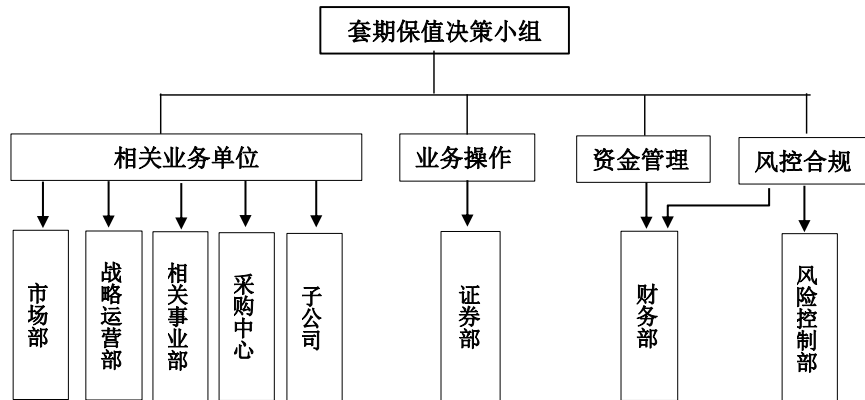 套期保值决策小组
相关业务单位
业务操作
资金管理
风控合规
市场部
战略运营部
相关事业部
采购中心
子公司
证券部
财务部
风险控制部